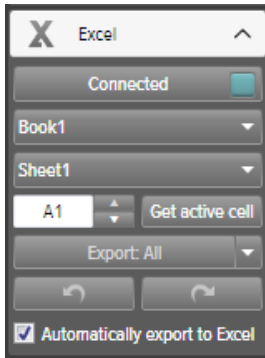 Excel
Connected
Book1
Sheet1
A1 Get active cell
Export: All
Automatically export to Excel